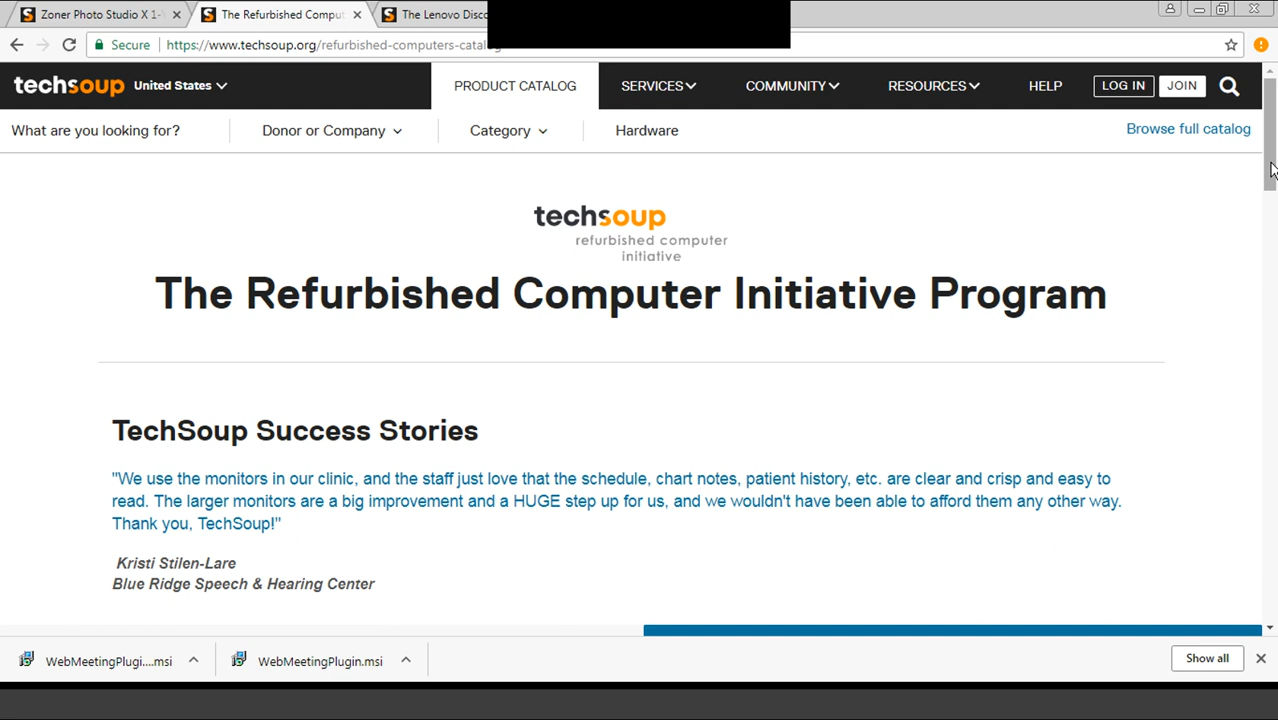 Zoner Photo Studio X 1-
The Refurbished Comput
The Lenovo Disco
Secure https://www.techsoup.org/refurbished-computers-catalo
techsoup United States PRODUCT CATALOG SERVICES COMMUNITY RESOURCES HELP LOG IN JOIN
What are you looking for? Donor or Company Category Hardware Browse full catalog
techsoup
refurbished computer
initiative
The Refurbished Computer Initiative Program
TechSoup Success Stories
"We use the monitors in our clinic, and the staff just love that the schedule, chart notes, patient history, etc. are clear and crisp and easy to
read. The larger monitors are a big improvement and a HUGE step up for us, and we wouldn't have been able to afford them any other way.
Thank you, TechSoup!"
Kristi Stilen-Lare
Blue Ridge Speech & Hearing Center
WebMeetingPlugi....msi WebMeetingPlugin.msi Show all